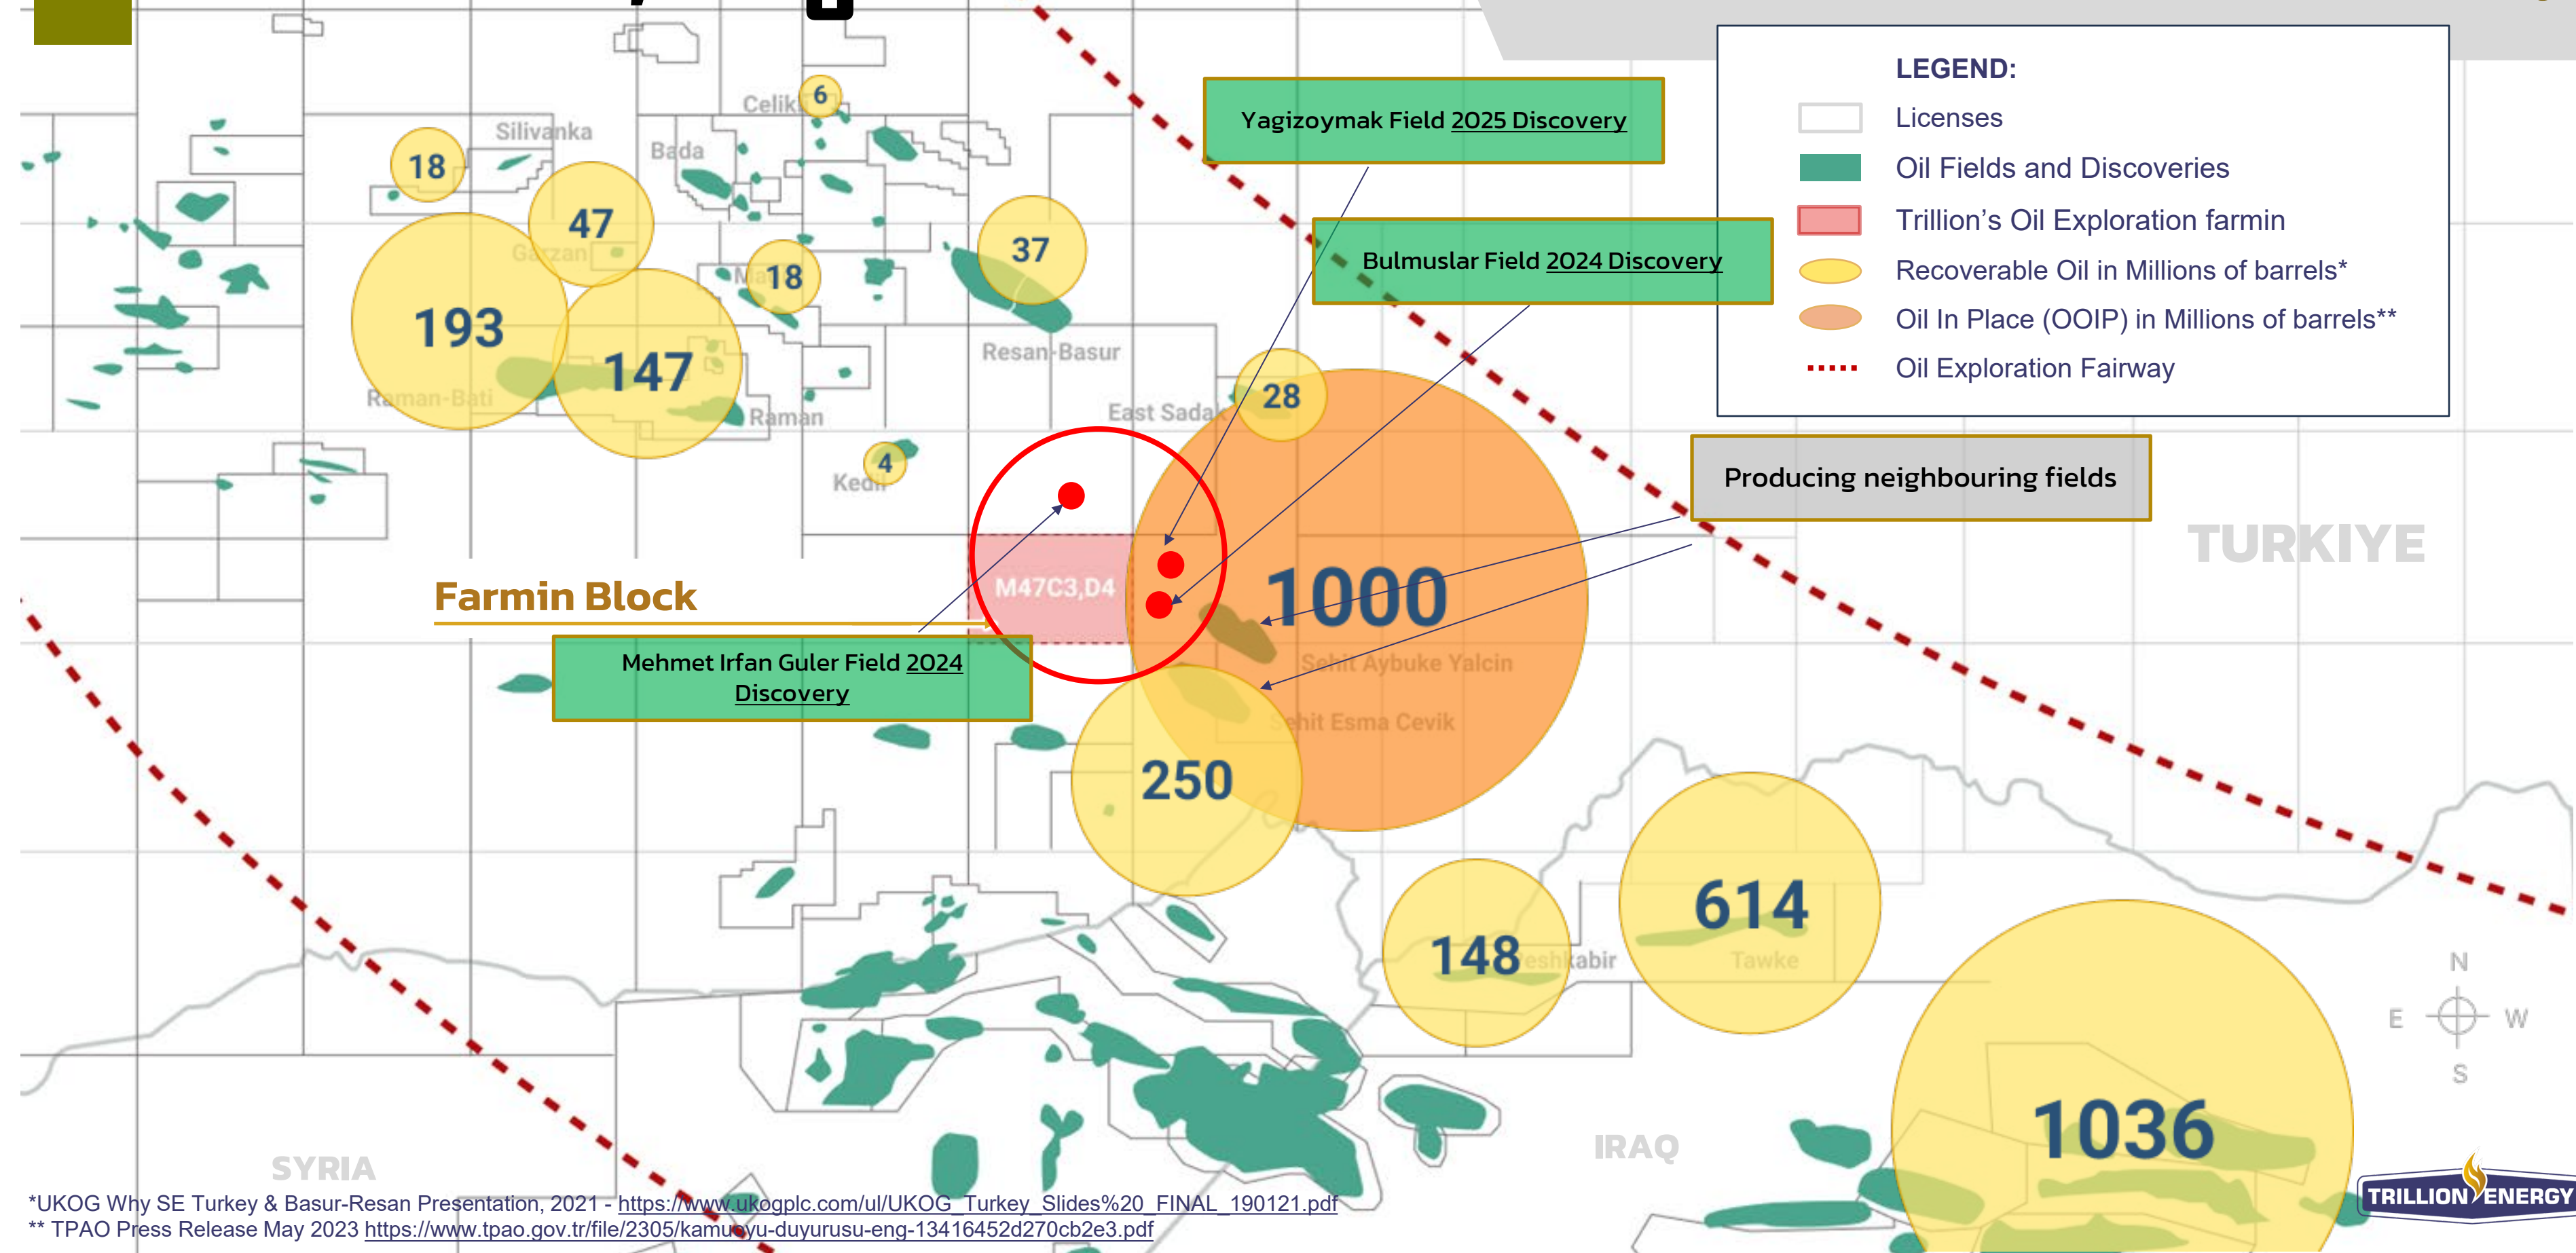 LEGEND:
Licenses
Oil Fields and Discoveries
Trillion's Oil Exploration farmin
Recoverable Oil in Millions of barrels*
Oil In Place (OOIP) in Millions of barrels**
Oil Exploration Fairway
Yagizoymak Field 2025 Discovery
Bulmuslar Field 2024 Discovery
Producing neighbouring fields
6
Silivanka
Bada
18
47
37
18
193
147
Resan-Basur
Raman-Bati
Raman
East Sadak
28
4
TURKIYE
Farmin Block
M47C3,D4
1000
Mehmet Irfan Guler Field 2024
Discovery
Sehit Aybuke Yalcin
Sehit Esma Cevik
250
614
148
Tawke
N
E W
S
1036
IRAQ
SYRIA
TRILLION ENERGY
*UKOG Why SE Turkey & Basur-Resan Presentation, 2021 - https://www.ukogplc.com/ul/UKOG_Turkey_Slides%20_FINAL_190121.pdf
** TPAO Press Release May 2023 https://www.tpao.gov.tr/file/2305/kamuoyu-duyurusu-eng-13416452d270cb2e3.pdf